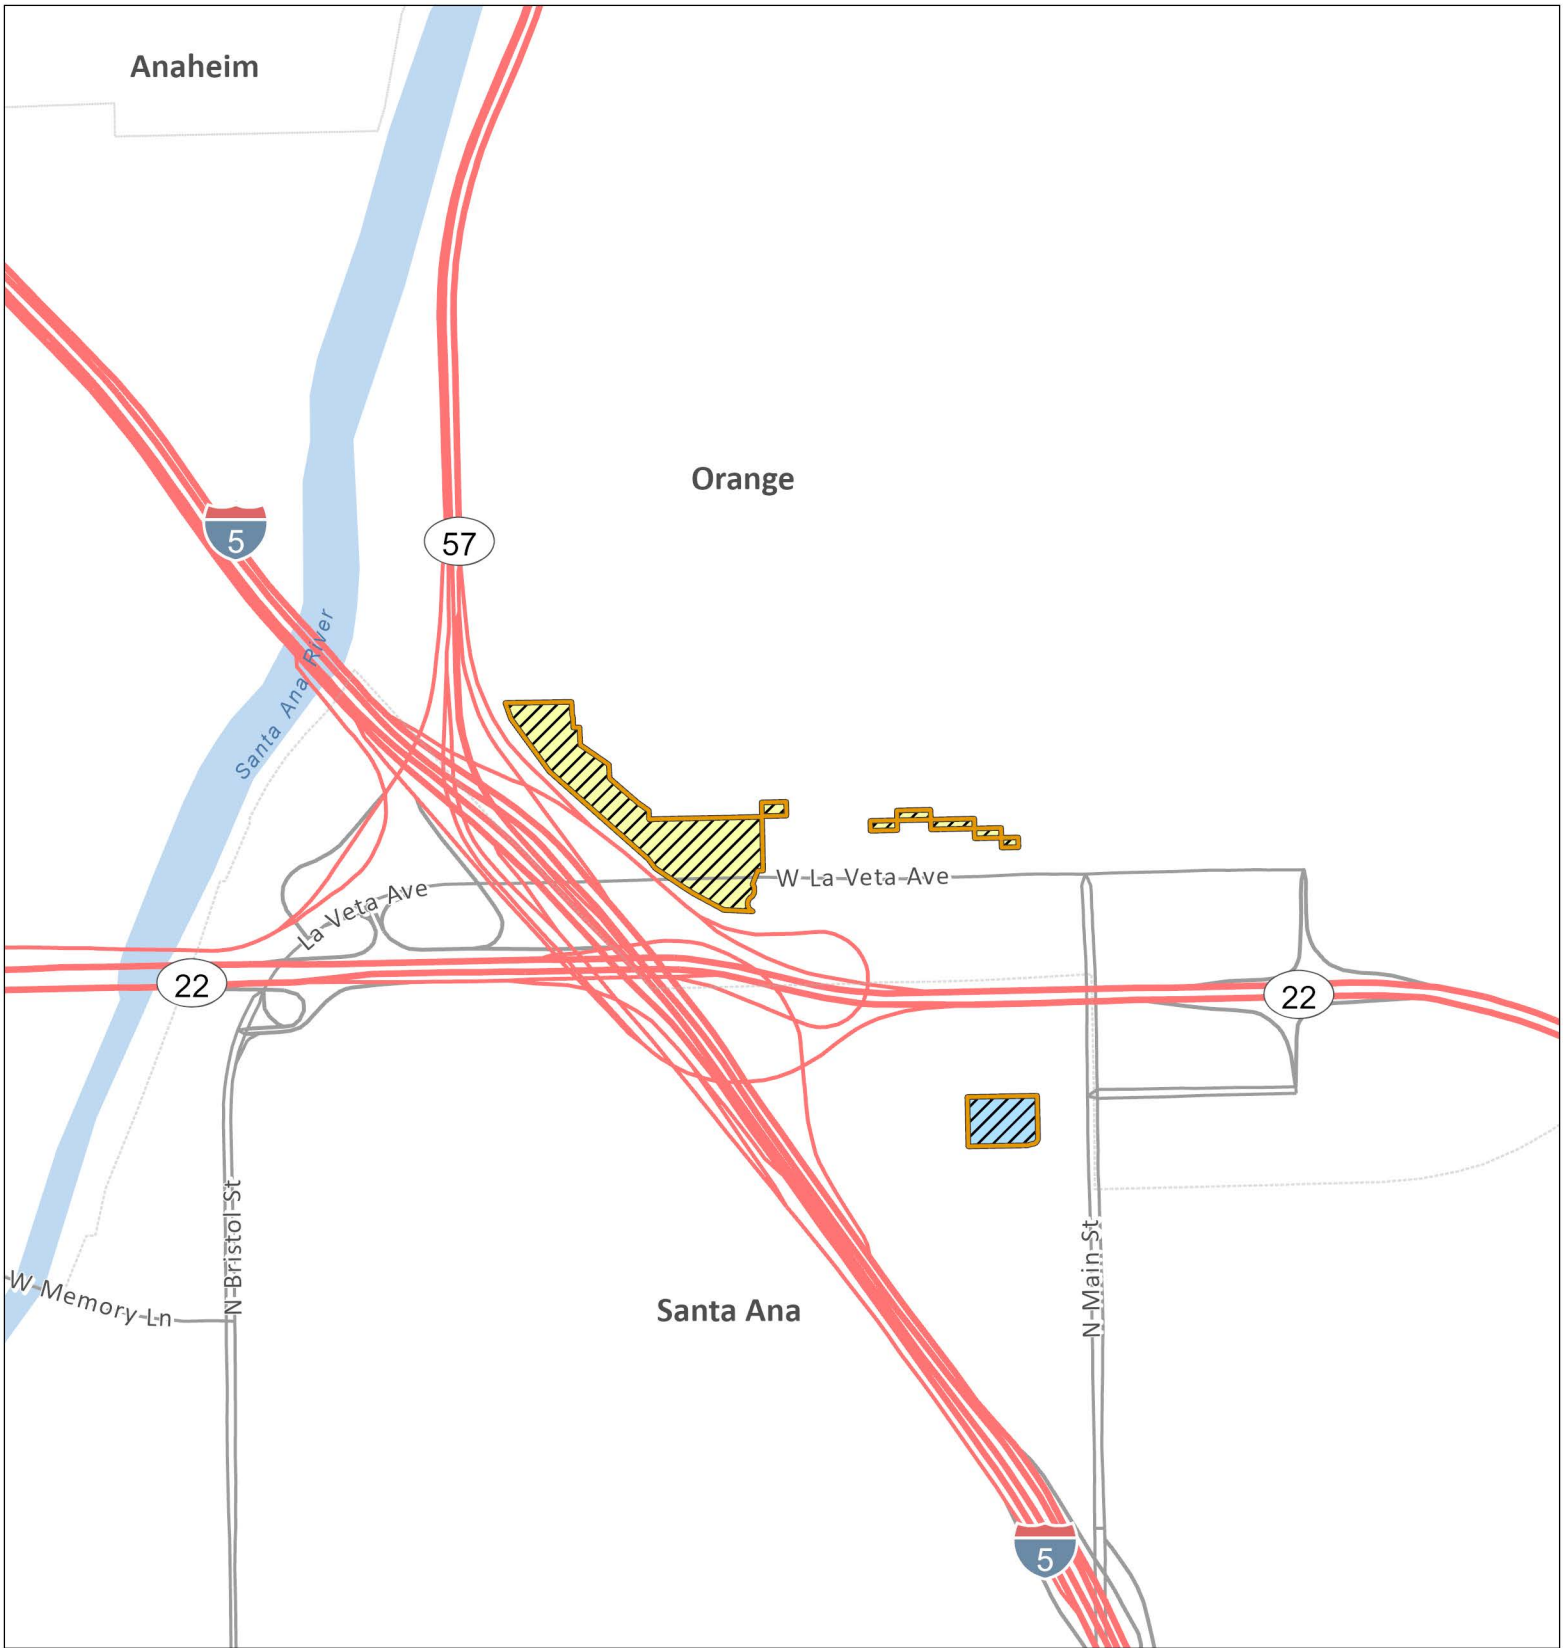 Anaheim
Orange
5
57
Santa Ana River
W La Veta Ave
La Veta Ave
22
22
N Bristol St
N Main St
W Memory Ln
Santa Ana
5